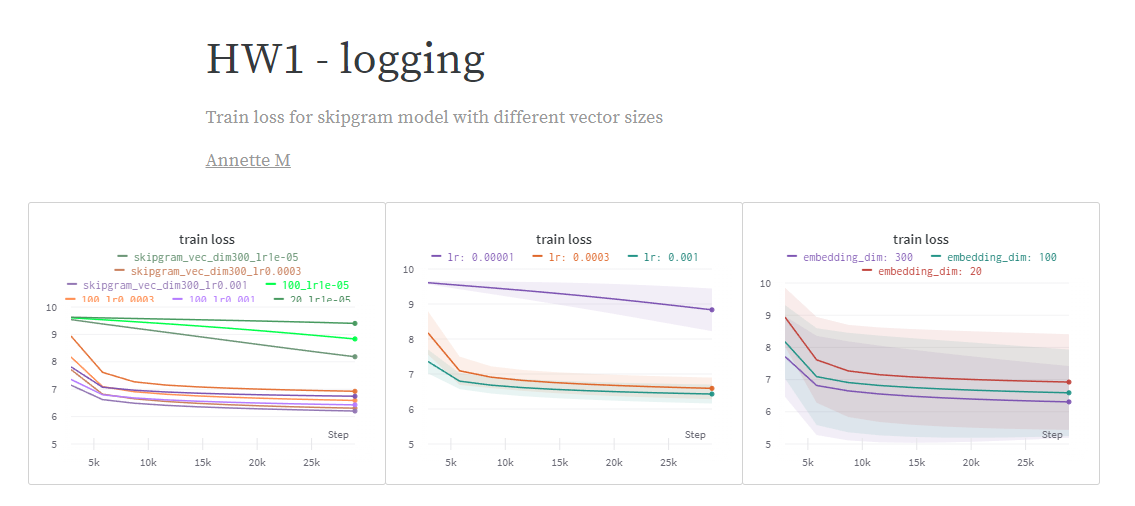 HW1 - logging
Train loss for skipgram model with different vector sizes
Annette M
train loss
skipgram_vec_dim300_lr1e-05
skipgram_vec_dim300_lr0.0003
skipgram_vec_dim300_lr0.001 100_lr1e-05
100_lr0.0003 100_lr0.001 20_lr1e-05
10
9
8
7
6
5
Step
5k 10k 15k 20k 25k
train loss
lr: 0.00001 lr: 0.0003 lr: 0.001
10
9
8
7
6
5
Step
5k 10k 15k 20k 25k
train loss
embedding_dim: 300 embedding_dim: 100
embedding_dim: 20
10
9
8
7
6
5
Step
5k 10k 15k 20k 25k